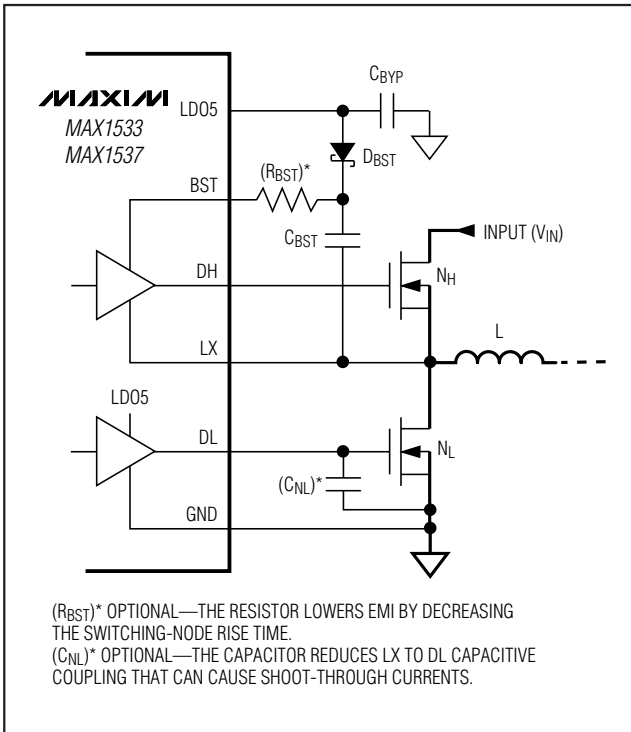 MAXIM
MAX1533
MAX1537
LDO5
CBYP
DBST
(RBST)*
BST
CBST
INPUT (VIN)
DH
NH
LX
L
LDO5
DL
NL
(CNL)*
GND
(RBST)* OPTIONAL—THE RESISTOR LOWERS EMI BY DECREASING
THE SWITCHING-NODE RISE TIME.
(CNL)* OPTIONAL—THE CAPACITOR REDUCES LX TO DL CAPACITIVE
COUPLING THAT CAN CAUSE SHOOT-THROUGH CURRENTS.